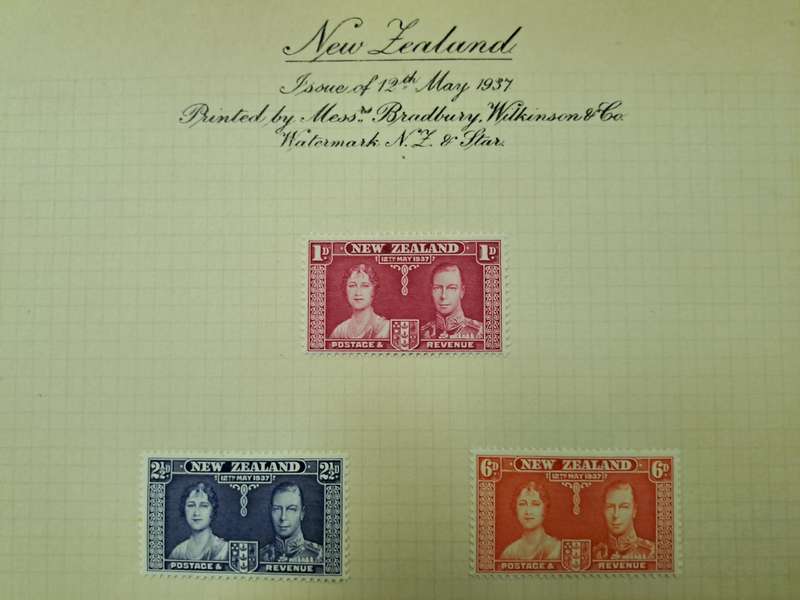 New Zealand
Issue of 12th May 1937
Printed by Messrs Bradbury, Wilkinson & Co.
Watermark N.Z. & Star.
1D NEW ZEALAND 1D
12TH MAY 1937
POSTAGE & REVENUE
2½D NEW ZEALAND 2½D
12TH MAY 1937
POSTAGE & REVENUE
6D NEW ZEALAND 6D
12TH MAY 1937
POSTAGE & REVENUE